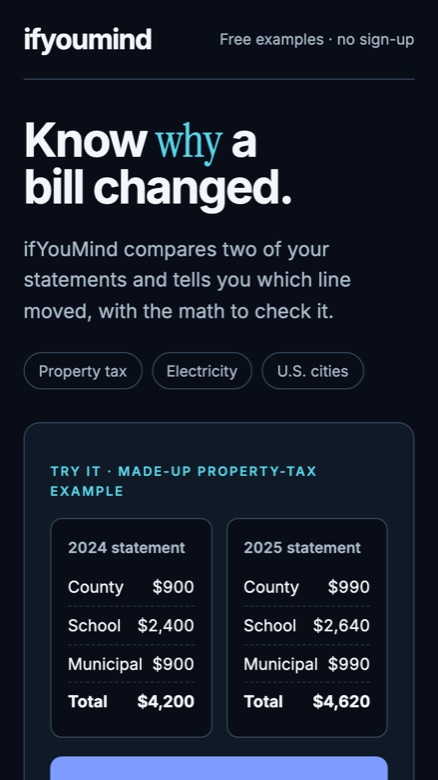 ifyoumind
Free examples · no sign-up
Know why a
bill changed.
ifYouMind compares two of your
statements and tells you which line
moved, with the math to check it.
Property tax
Electricity
U.S. cities
TRY IT · MADE-UP PROPERTY-TAX
EXAMPLE
2024 statement
County $900
School $2,400
Municipal $900
Total $4,200
2025 statement
County $990
School $2,640
Municipal $990
Total $4,620